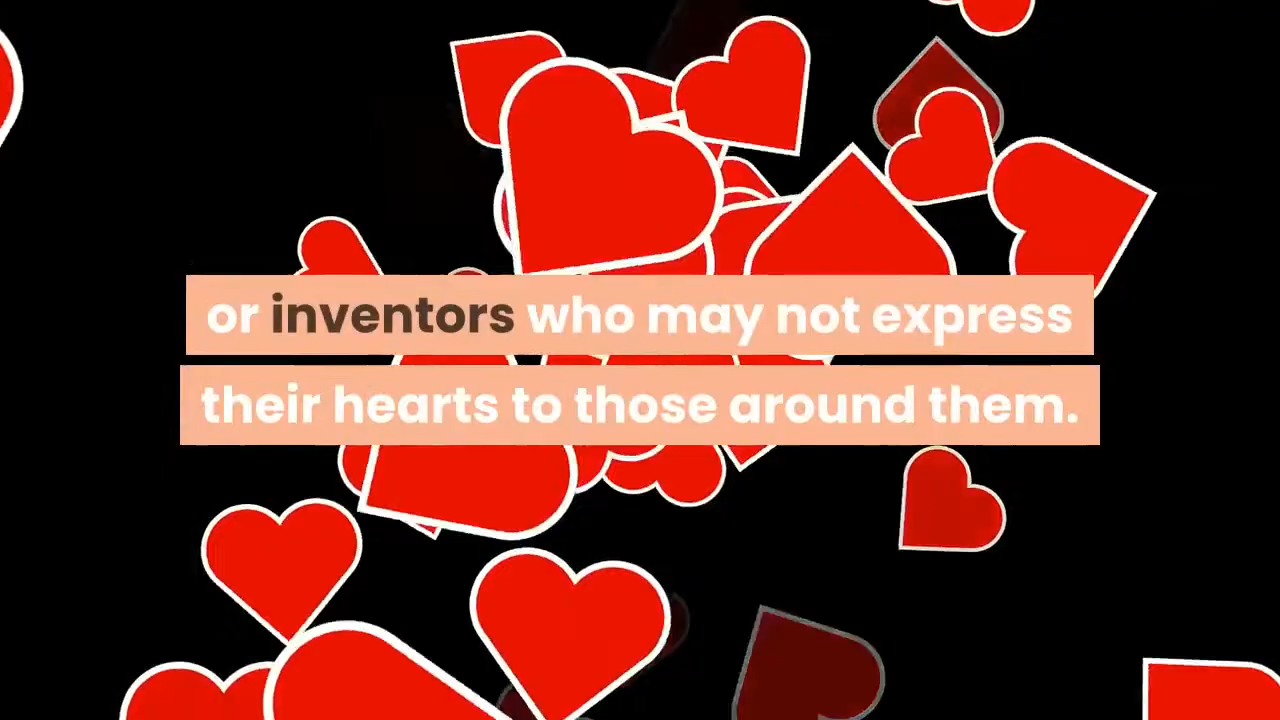 or inventors who may not express
their hearts to those around them.